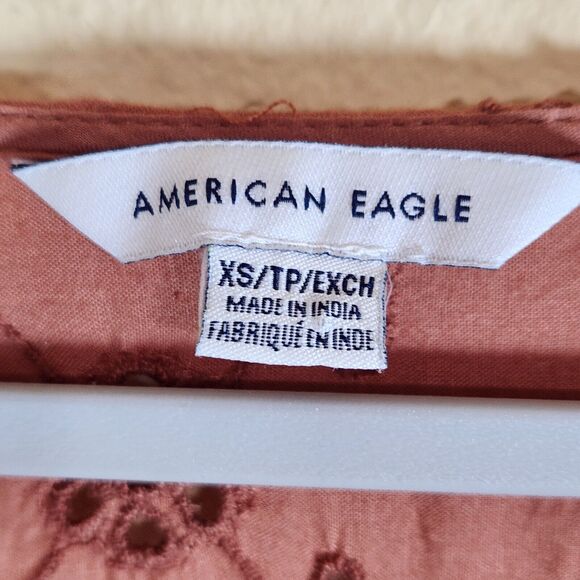 AMERICAN EAGLE
XS/TP/EXCH
MADE IN INDIA
FABRIQUÉ EN INDE